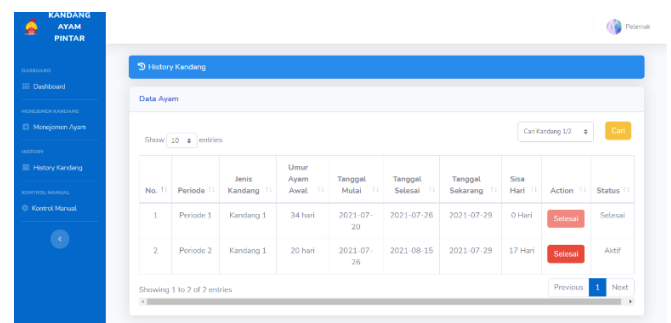 KANDANG
AYAM
PINTAR
Peternak
DASHBOARD
Dashboard
MENEJEMEN KANDANG
Menejemen Ayam
HISTORY
History Kandang
KONTROL MANUAL
Kontrol Manual
History Kandang
Data Ayam
Show 10 entries
Cari Kandang 1/2
Cari
No. Periode Jenis Kandang Umur Ayam Awal Tanggal Mulai Tanggal Selesai Tanggal Sekarang Sisa Hari Action Status
1 Periode 1 Kandang 1 34 hari 2021-07-20 2021-07-26 2021-07-29 0 Hari Selesai Selesai
2 Periode 2 Kandang 1 20 hari 2021-07-26 2021-08-15 2021-07-29 17 Hari Selesai Aktif
Showing 1 to 2 of 2 entries
Previous 1 Next